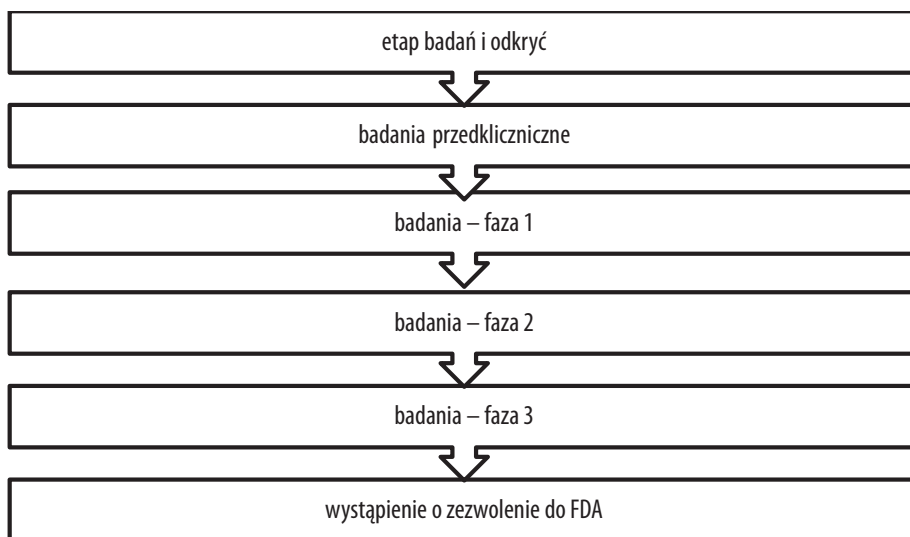 etap badań i odkryć
badania przedkliczniczne
badania – faza 1
badania – faza 2
badania – faza 3
wystąpienie o zezwolenie do FDA